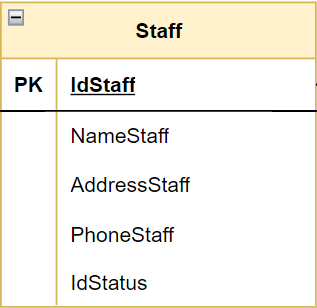 Staff
PK IdStaff
NameStaff
AddressStaff
PhoneStaff
IdStatus